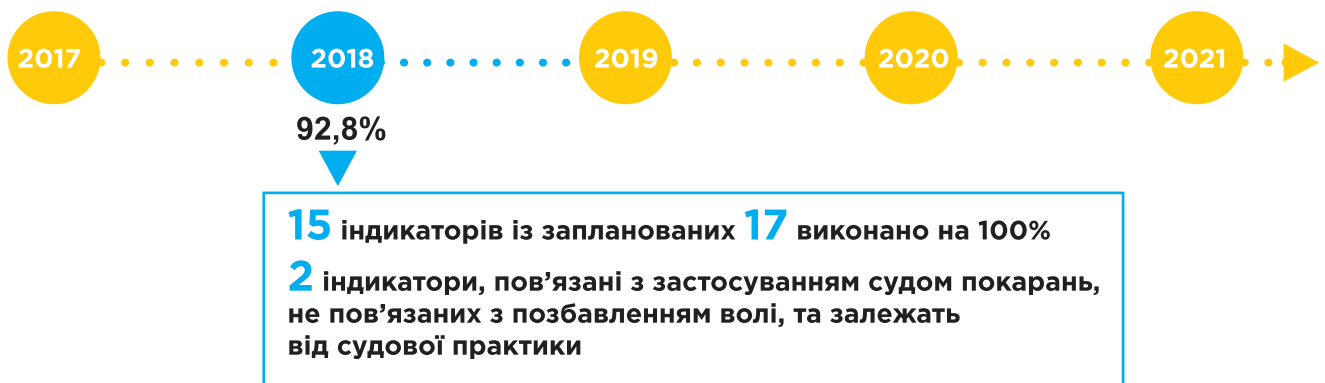 2017 2018 2019 2020 2021
92,8%
15 індикаторів із запланованих 17 виконано на 100%
2 індикатори, пов’язані з застосуванням судом покарань,
не пов’язаних з позбавленням волі, та залежать
від судової практики